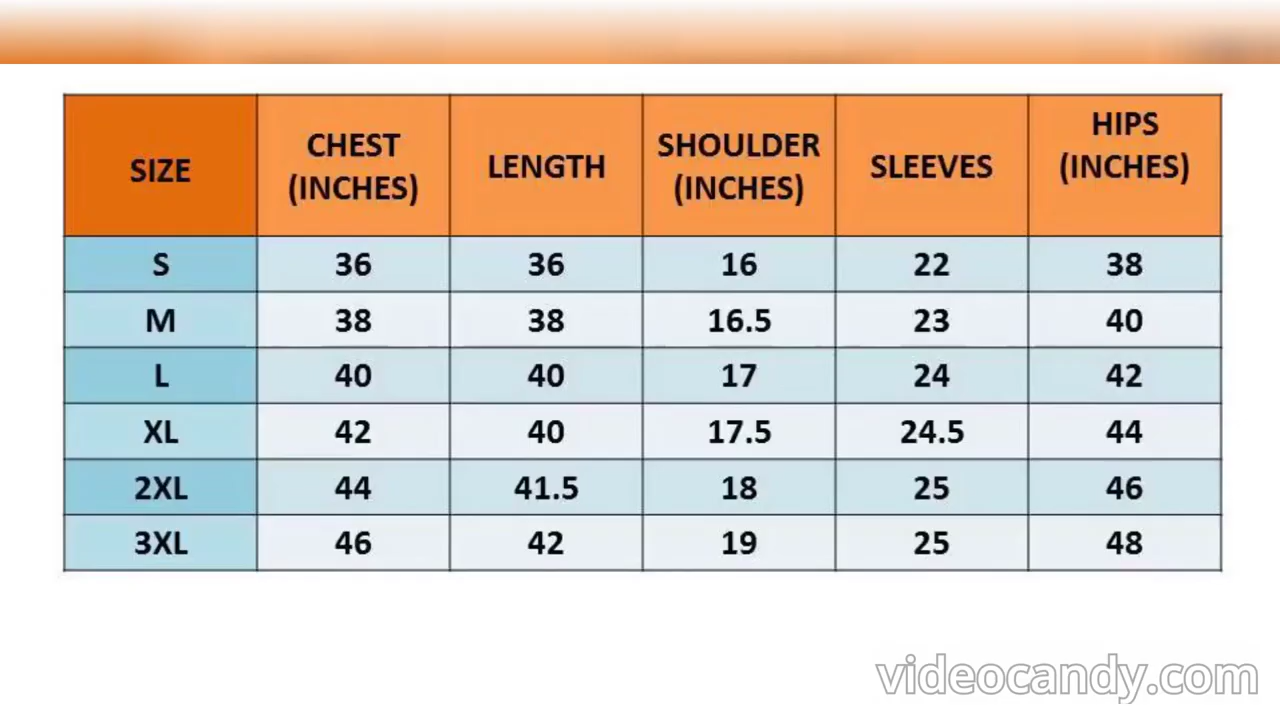 SIZE CHEST (INCHES) LENGTH SHOULDER (INCHES) SLEEVES HIPS (INCHES)
S 36 36 16 22 38
M 38 38 16.5 23 40
L 40 40 17 24 42
XL 42 40 17.5 24.5 44
2XL 44 41.5 18 25 46
3XL 46 42 19 25 48
videocandy.com